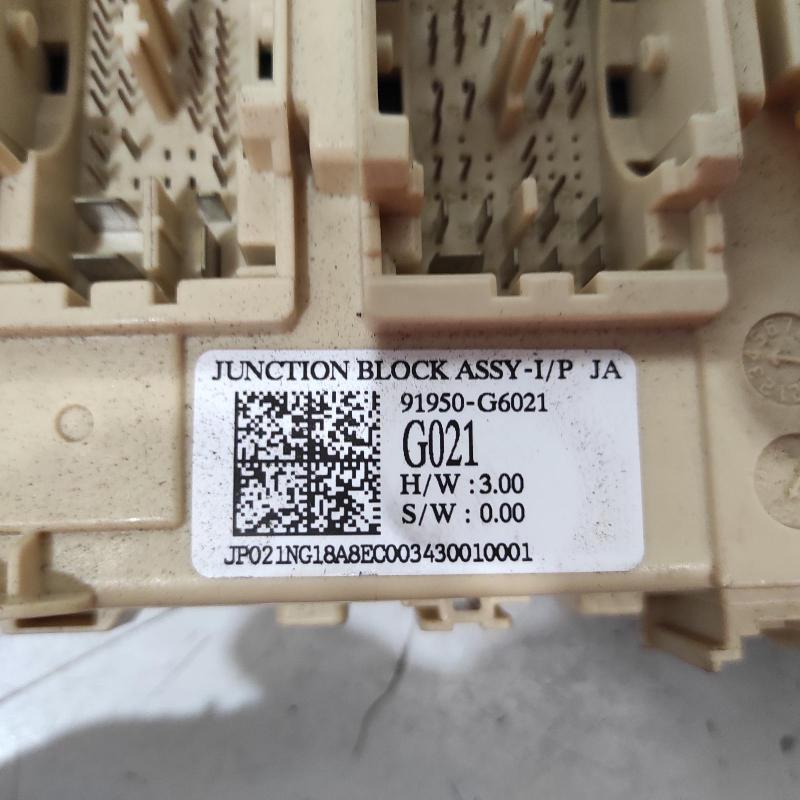 JUNCTION BLOCK ASSY-I/P JA
91950-G6021
G021
H/W : 3.00
S/W : 0.00
JP021NG18A8EC003430010001